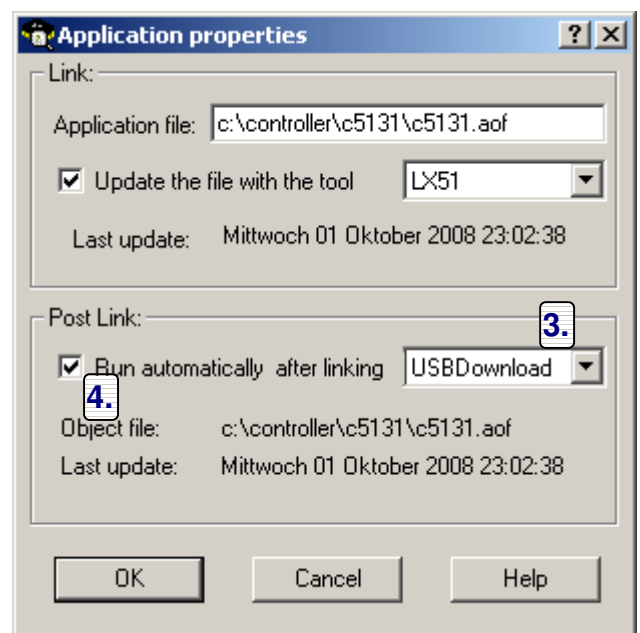 Application properties
Link:
Application file: c:\controller\c5131\c5131.aof
Update the file with the tool LX51
Last update: Mittwoch 01 Oktober 2008 23:02:38
Post Link:
3.
Run automatically after linking USBDownload
4.
Object file: c:\controller\c5131\c5131.aof
Last update: Mittwoch 01 Oktober 2008 23:02:38
OK Cancel Help